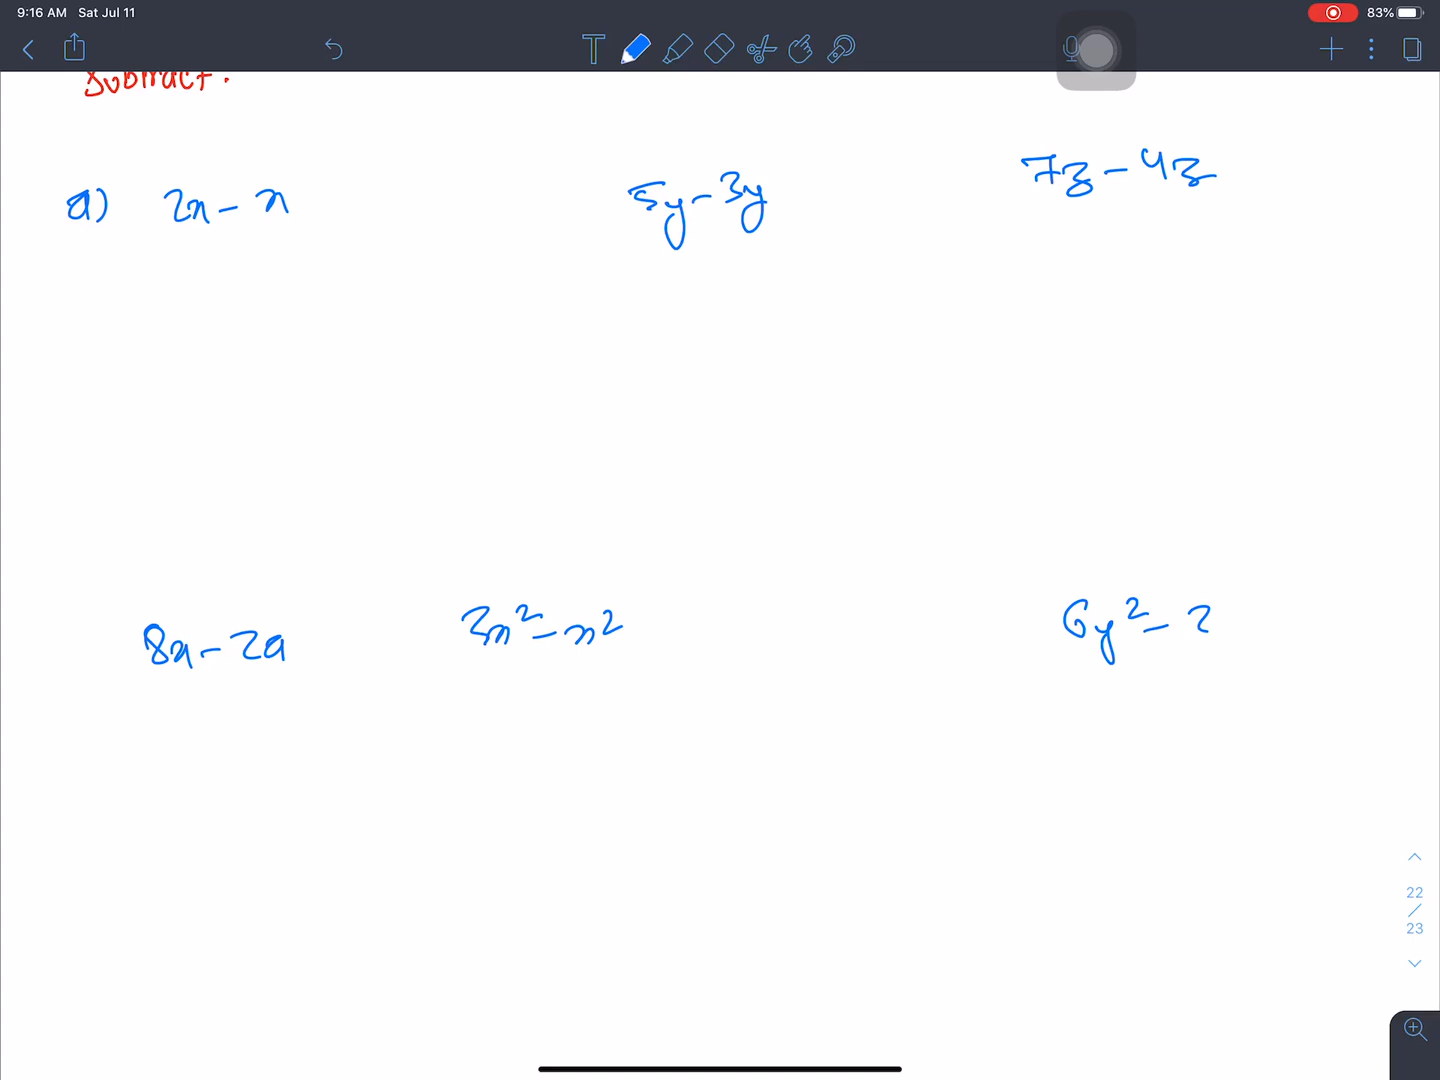 9:16 AM Sat Jul 11 83%
Subtract.
a) 2x - x 5y - 3y 7z - 4z
8a - 2a 3x² - x² 6y² - 2
22
/
23